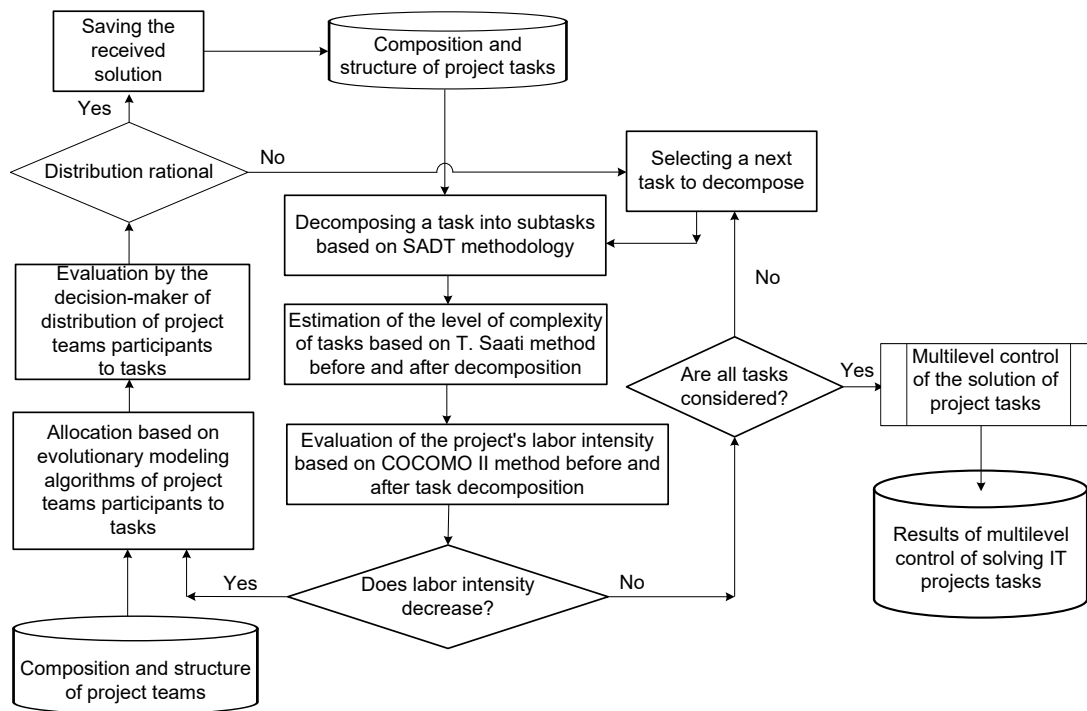 Saving the
received
solution
Composition and
structure of project tasks
Yes
Distribution rational
No
Selecting a next
task to decompose
Decomposing a task into subtasks
based on SADT methodology
Evaluation by the
decision-maker of
distribution of project
teams participants
to tasks
No
Estimation of the level of complexity
of tasks based on T. Saati method
before and after decomposition
Are all tasks
considered?
Yes
Multilevel control
of the solution of
project tasks
Allocation based on
evolutionary modeling
algorithms of project
teams participants to
tasks
Evaluation of the project's labor intensity
based on COCOMO II method before and
after task decomposition
Results of multilevel
control of solving IT
projects tasks
Yes
Does labor intensity
decrease?
No
Composition and structure
of project teams